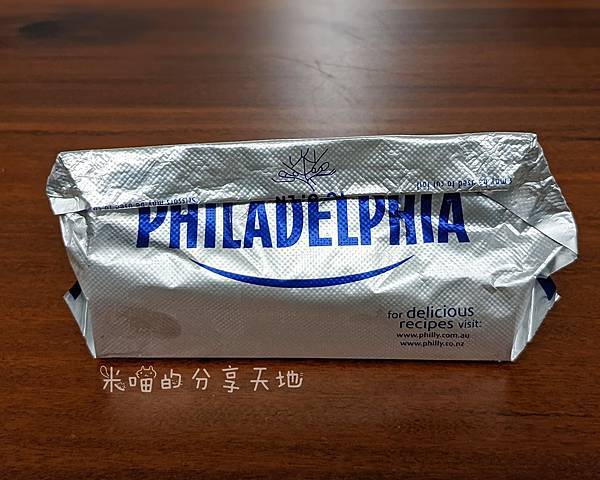 PHILADELPHIA
for delicious
recipes visit:
www.philly.com.au
www.philly.co.nz
米喵的分享天地